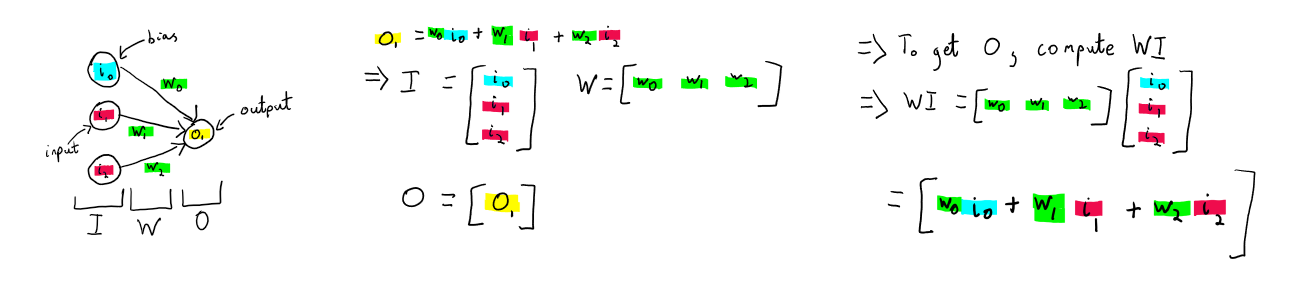 bias
i₀
w₀
i₁
w₁
output
O₁
input
i₂
w₂
I W O
O₁ = w₀ i₀ + w₁ i₁ + w₂ i₂
=> I = [i₀ i₁ i₂] W = [w₀ w₁ w₂]
O = [O₁]
=> To get O, compute WI
=> WI = [w₀ w₁ w₂] [i₀ i₁ i₂]
= [w₀ i₀ + w₁ i₁ + w₂ i₂]